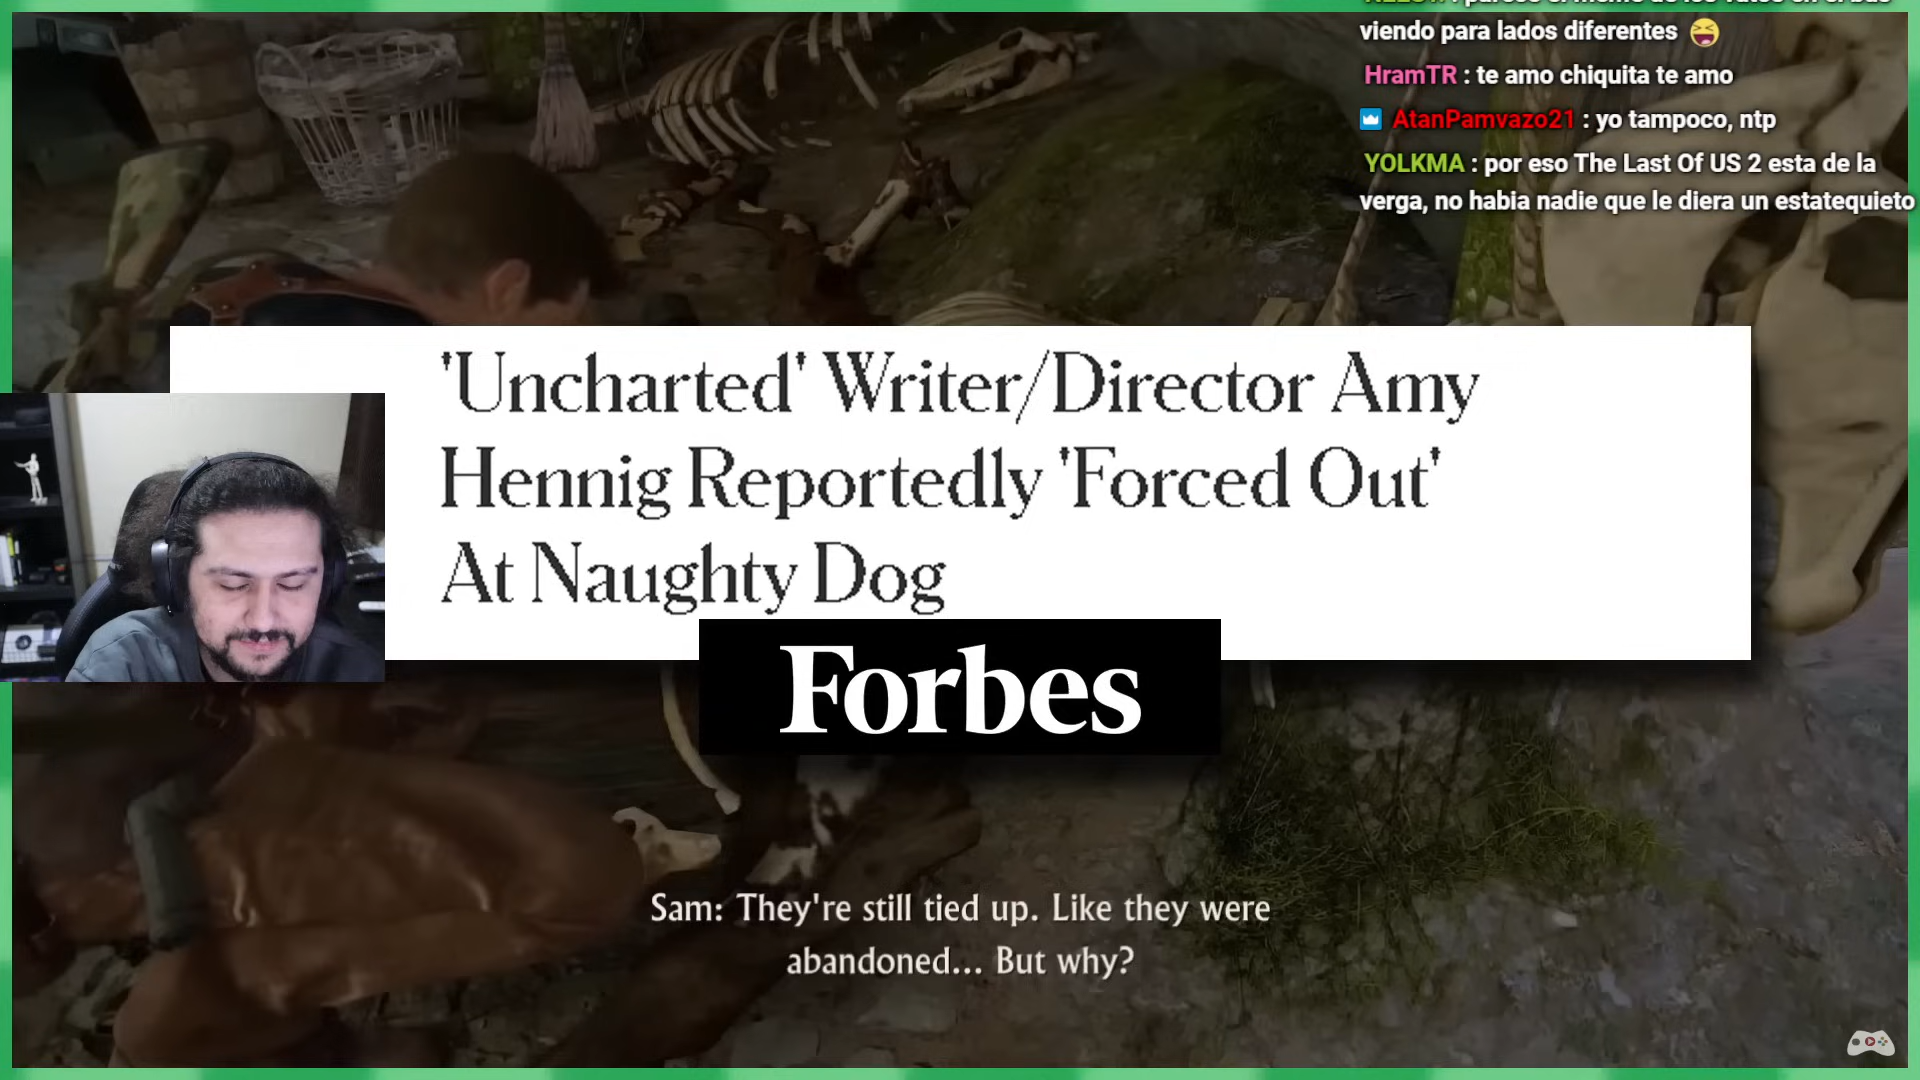 viendo para lados diferentes
HramTR : te amo chiquita te amo
AtanPamvazo21 : yo tampoco, ntp
YOLKMA : por eso The Last Of US 2 esta de la
verga, no habia nadie que le diera un estatequieto
'Uncharted' Writer/Director Amy
Hennig Reportedly 'Forced Out'
At Naughty Dog
Forbes
Sam: They're still tied up. Like they were
abandoned... But why?